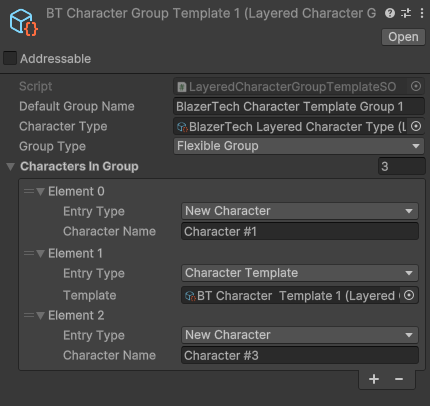 BT Character Group Template 1 (Layered Character G
Open
Addressable
Script LayeredCharacterGroupTemplateSO
Default Group Name BlazerTech Character Template Group 1
Character Type BlazerTech Layered Character Type (L
Group Type Flexible Group
Characters In Group 3
Element 0
Entry Type New Character
Character Name Character #1
Element 1
Entry Type Character Template
Template BT Character Template 1 (Layered
Element 2
Entry Type New Character
Character Name Character #3
+ −